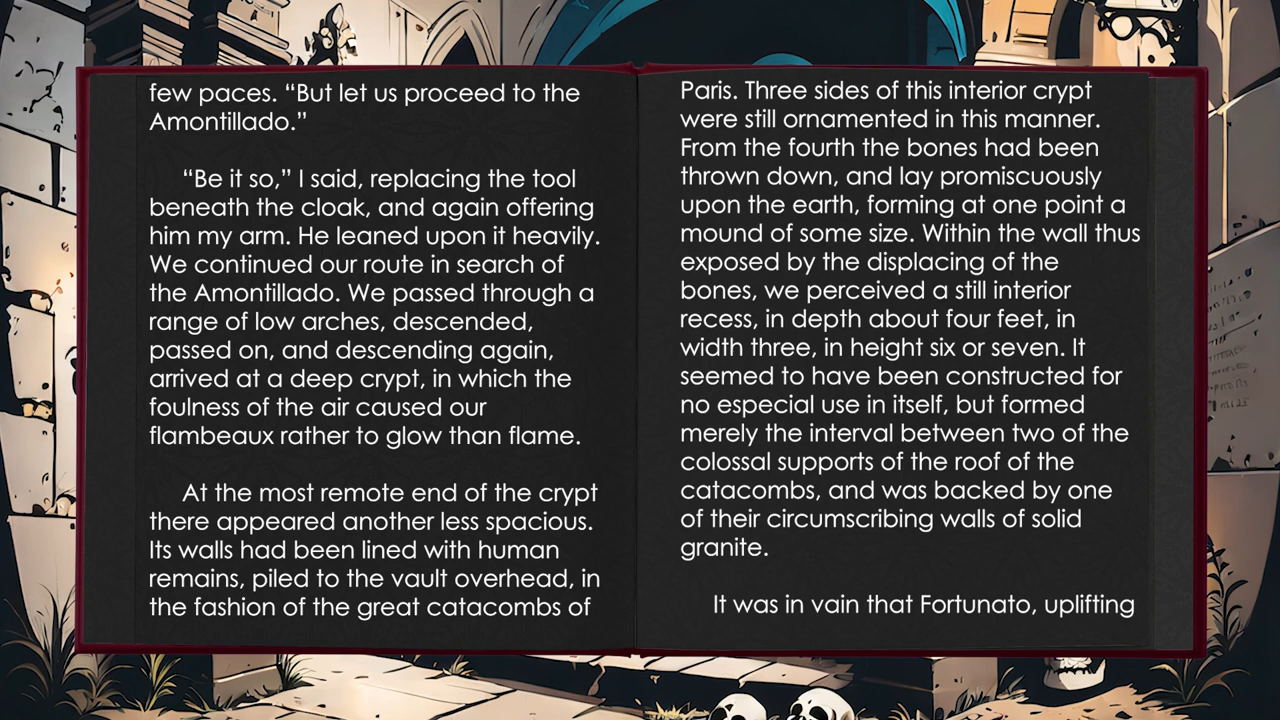 few paces. “But let us proceed to the
Amontillado.”
“Be it so,” I said, replacing the tool
beneath the cloak, and again offering
him my arm. He leaned upon it heavily.
We continued our route in search of
the Amontillado. We passed through a
range of low arches, descended,
passed on, and descending again,
arrived at a deep crypt, in which the
foulness of the air caused our
flambeaux rather to glow than flame.
At the most remote end of the crypt
there appeared another less spacious.
Its walls had been lined with human
remains, piled to the vault overhead, in
the fashion of the great catacombs of
Paris. Three sides of this interior crypt
were still ornamented in this manner.
From the fourth the bones had been
thrown down, and lay promiscuously
upon the earth, forming at one point a
mound of some size. Within the wall thus
exposed by the displacing of the
bones, we perceived a still interior
recess, in depth about four feet, in
width three, in height six or seven. It
seemed to have been constructed for
no especial use in itself, but formed
merely the interval between two of the
colossal supports of the roof of the
catacombs, and was backed by one
of their circumscribing walls of solid
granite.
It was in vain that Fortunato, uplifting